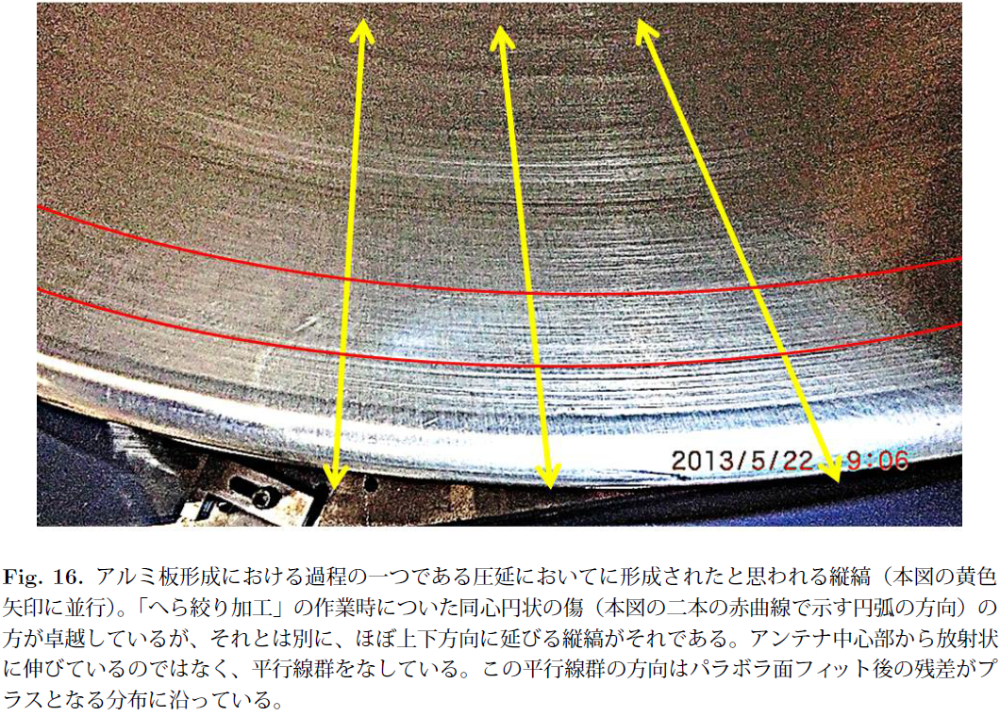 2013/5/22 9:06
Fig. 16. アルミ板形成における過程の一つである圧延においてに形成されたと思われる縦縞（本図の黄色
矢印に並行）。「へら絞り加工」の作業時についた同心円状の傷（本図の二本の赤曲線で示す円弧の方向）の
方が卓越しているが、それとは別に、ほぼ上下方向に延びる縦縞がそれである。アンテナ中心部から放射状
に伸びているのではなく、平行線群をなしている。この平行線群の方向はパラボラ面フィット後の残差がプ
ラスとなる分布に沿っている。